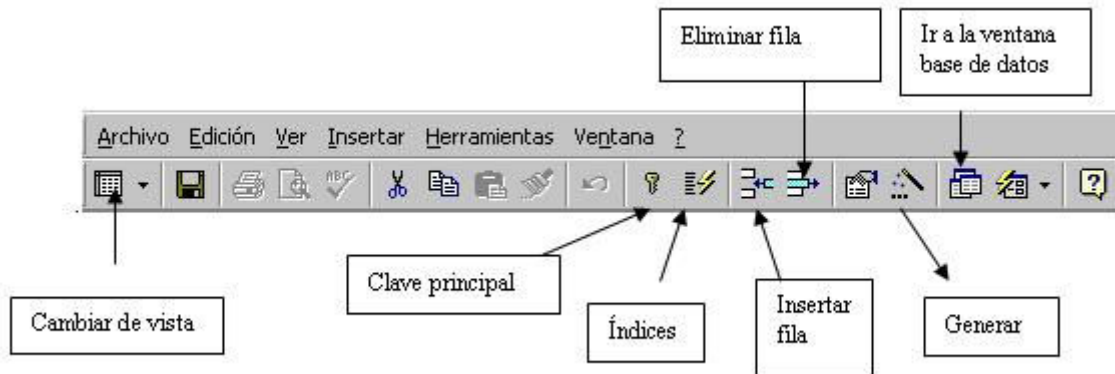 Eliminar fila
Ir a la ventana
base de datos
Archivo Edición Ver Insertar Herramientas Ventana ?
ABC
Clave principal
Cambiar de vista
Índices
Insertar
fila
Generar